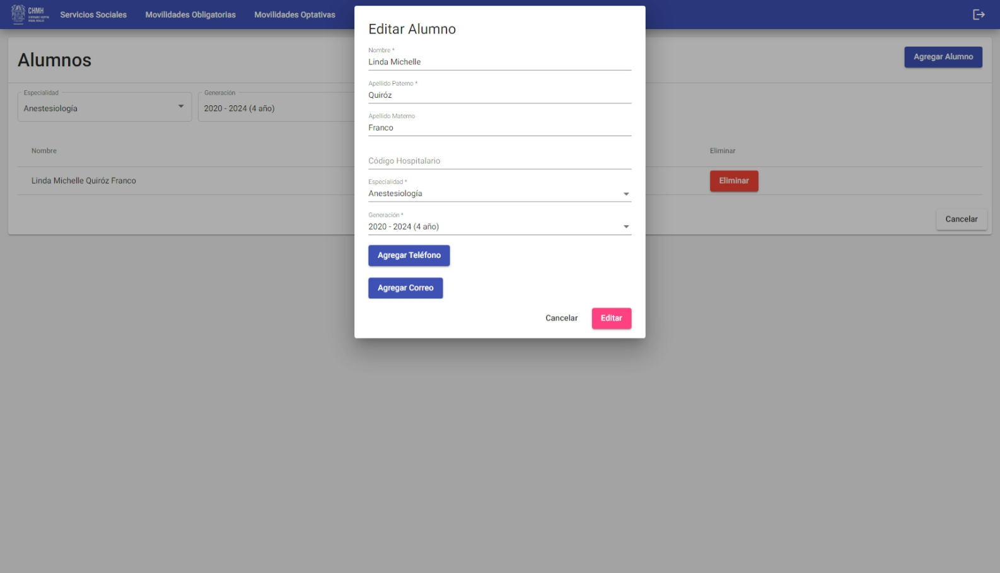 CHMH
Servicios Sociales
Movilidades Obligatorias
Movilidades Optativas
Alumnos
Agregar Alumno
Especialidad
Anestesiología
Generación
2020 - 2024 (4 año)
Nombre
Eliminar
Linda Michelle Quiróz Franco
Eliminar
Cancelar
Editar Alumno
Nombre *
Linda Michelle
Apellido Paterno *
Quiróz
Apellido Materno
Franco
Código Hospitalario
Especialidad *
Anestesiología
Generación *
2020 - 2024 (4 año)
Agregar Teléfono
Agregar Correo
Cancelar
Editar